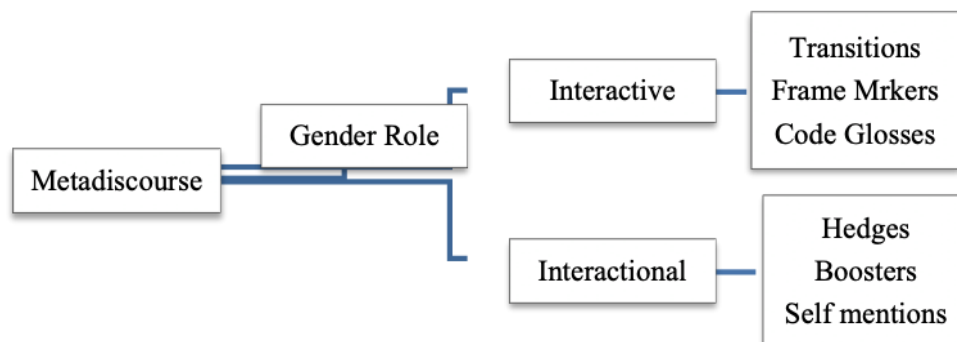 Metadiscourse
Gender Role
Interactive
Transitions
Frame Mrkers
Code Glosses
Interactional
Hedges
Boosters
Self mentions